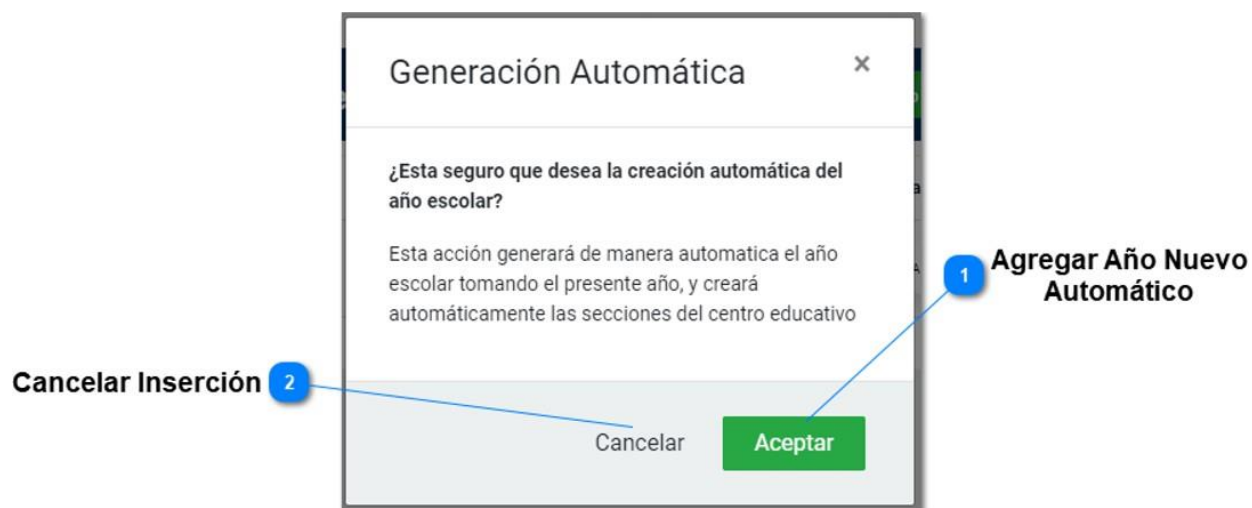 Generación Automática ×
¿Esta seguro que desea la creación automática del
año escolar?
Esta acción generará de manera automatica el año
escolar tomando el presente año, y creará
automáticamente las secciones del centro educativo
1 Agregar Año Nuevo
Automático
Cancelar Inserción 2
Cancelar Aceptar